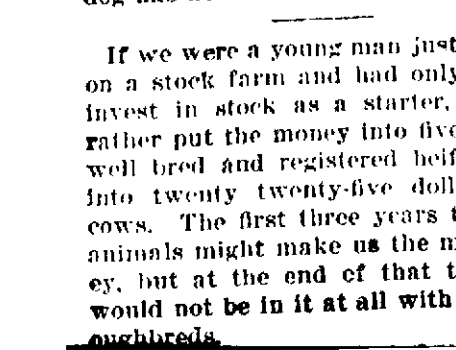 If we were a young man just
on a stock farm and had only
invest in stock as a starter,
rather put the money into five
well bred and registered heif
into twenty twenty-five doll
cows. The first three years t
animals might make us the m
ey, but at the end of that t
would not be in it at all with
oughbreds.